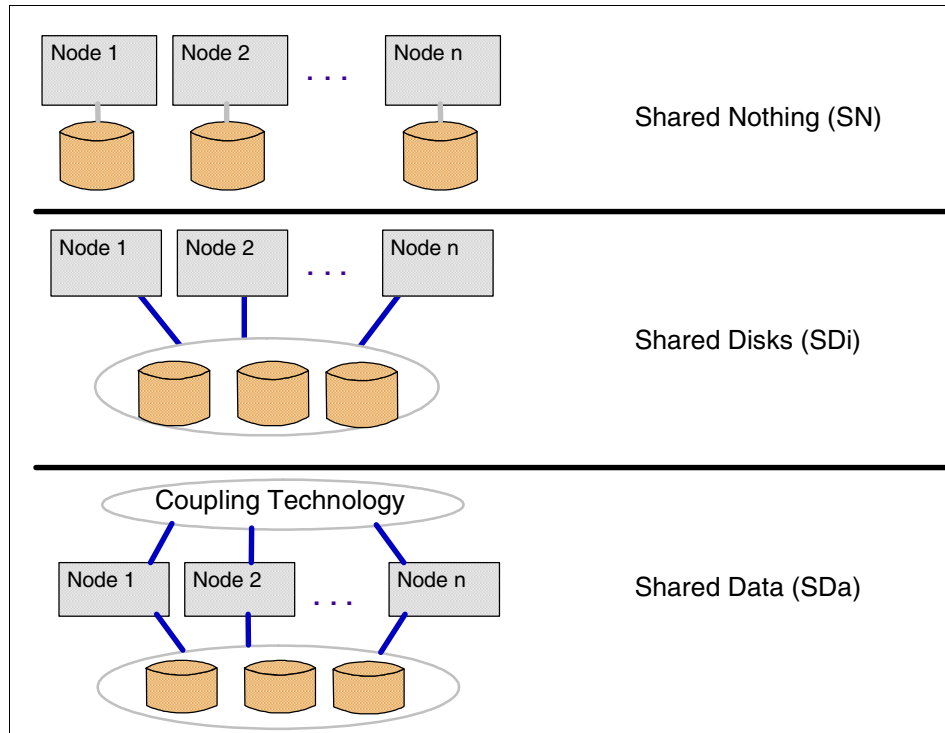 Node 1
Node 2
. . .
Node n
Shared Nothing (SN)
Node 1
Node 2
. . .
Node n
Shared Disks (SDi)
Coupling Technology
Node 1
Node 2
. . .
Node n
Shared Data (SDa)